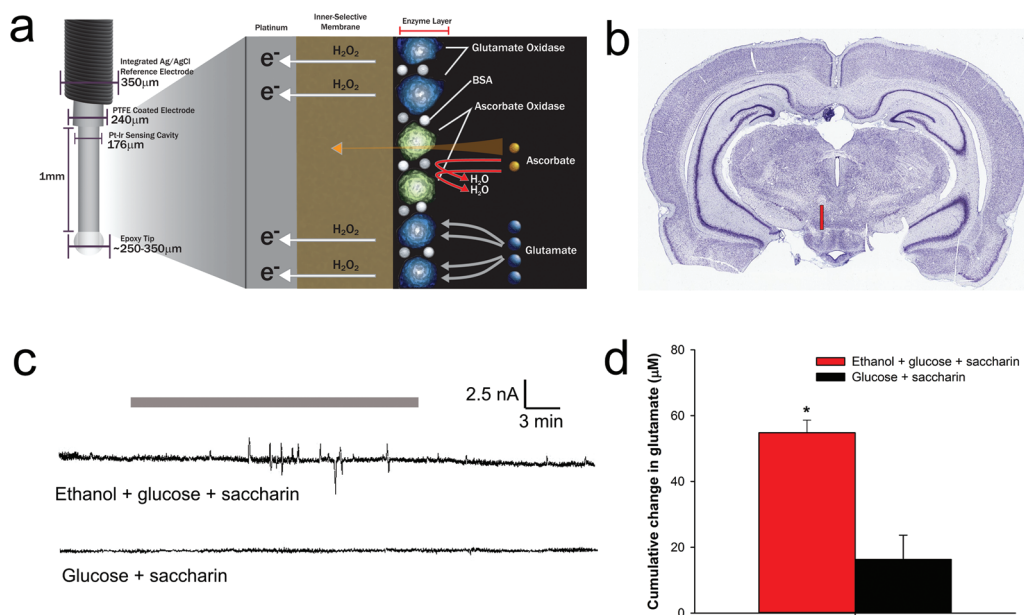 a
Integrated Ag/AgCl
Reference Electrode
350µm
PTFE Coated Electrode
240µm
Pt-Ir Sensing Cavity
176µm
1mm
Epoxy Tip
~250-350µm
Platinum
Inner-Selective
Membrane
Enzyme Layer
e- H₂O₂
e- H₂O₂
Glutamate Oxidase
BSA
Ascorbate Oxidase
Ascorbate
H₂O
H₂O
e- H₂O₂
e- H₂O₂
Glutamate
b
c
2.5 nA
3 min
Ethanol + glucose + saccharin
Glucose + saccharin
d
Cumulative change in glutamate (µM)
80
60
40
20
0
*
Ethanol + glucose + saccharin
Glucose + saccharin